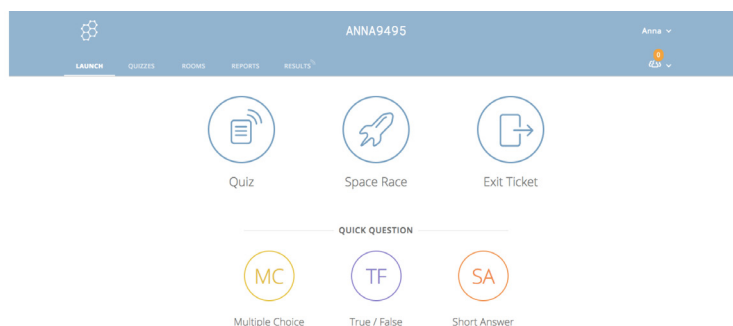 ANNA9495
Anna
LAUNCH QUIZZES ROOMS REPORTS RESULTS
0
Quiz Space Race Exit Ticket
QUICK QUESTION
MC TF SA
Multiple Choice True / False Short Answer